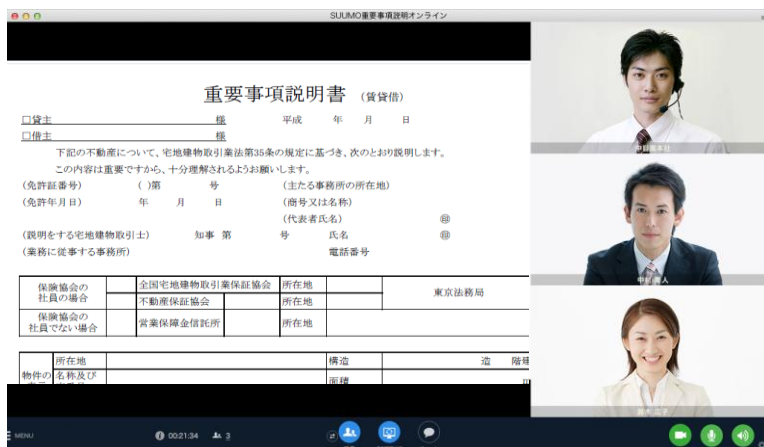 SUUMO重要事項説明オンライン
重要事項説明書 (賃貸借)
□貸主 様 平成 年 月 日
□借主 様
下記の不動産について、宅地建物取引業法第35条の規定に基づき、次のとおり説明します。
この内容は重要ですから、十分理解されるようお願いします。
(免許証番号) ( )第 号 (主たる事務所の所在地)
(免許年月日) 年 月 日 (商号又は名称)
(代表者氏名) ㊞
(説明をする宅地建物取引士) 知事 第 号 氏名 ㊞
(業務に従事する事務所) 電話番号
保険協会の
社員の場合
全国宅地建物取引業保証協会 所在地
不動産保証協会 所在地
東京法務局
保険協会の
社員でない場合
営業保障金信託所 所在地
所在地 構造 造 階建
物件の 名称及び
面積
MENU
00:21:34
3